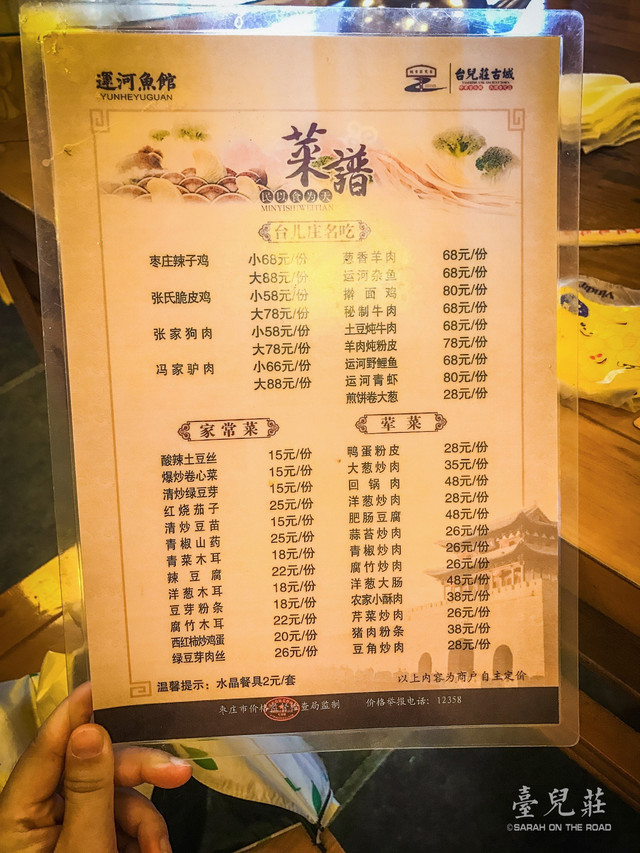 運河魚館
YUNHEYUGUAN
台兒莊古城
菜譜
民以食为天
MINYISHIWEITIAN
台儿庄名吃
枣庄辣子鸡 小68元/份
大88元/份
张氏脆皮鸡 小58元/份
大78元/份
张家狗肉 小58元/份
大78元/份
冯家驴肉 小66元/份
大88元/份
葱香羊肉 68元/份
运河杂鱼 68元/份
擀面鸡 80元/份
秘制牛肉 68元/份
土豆炖牛肉 68元/份
羊肉炖粉皮 78元/份
运河野鲤鱼 68元/份
运河青虾 80元/份
煎饼卷大葱 28元/份
家常菜
酸辣土豆丝 15元/份
爆炒卷心菜 15元/份
清炒绿豆芽 15元/份
红烧茄子 25元/份
清炒豆苗 15元/份
青椒山药 25元/份
青菜木耳 18元/份
辣豆腐 22元/份
洋葱木耳 18元/份
豆芽粉条 18元/份
腐竹木耳 22元/份
西红柿炒鸡蛋 20元/份
绿豆芽肉丝 26元/份
荤菜
鸭蛋粉皮 28元/份
大葱炒肉 35元/份
回锅肉 48元/份
洋葱炒肉 28元/份
肥肠豆腐 48元/份
蒜苔炒肉 26元/份
青椒炒肉 26元/份
腐竹炒肉 26元/份
洋葱大肠 48元/份
农家小酥肉 38元/份
芹菜炒肉 26元/份
猪肉粉条 38元/份
豆角炒肉 28元/份
温馨提示：水晶餐具2元/套
以上内容为商户自主定价
枣庄市价格监督检查局监制 价格举报电话：12358
臺兒莊
©SARAH ON THE ROAD